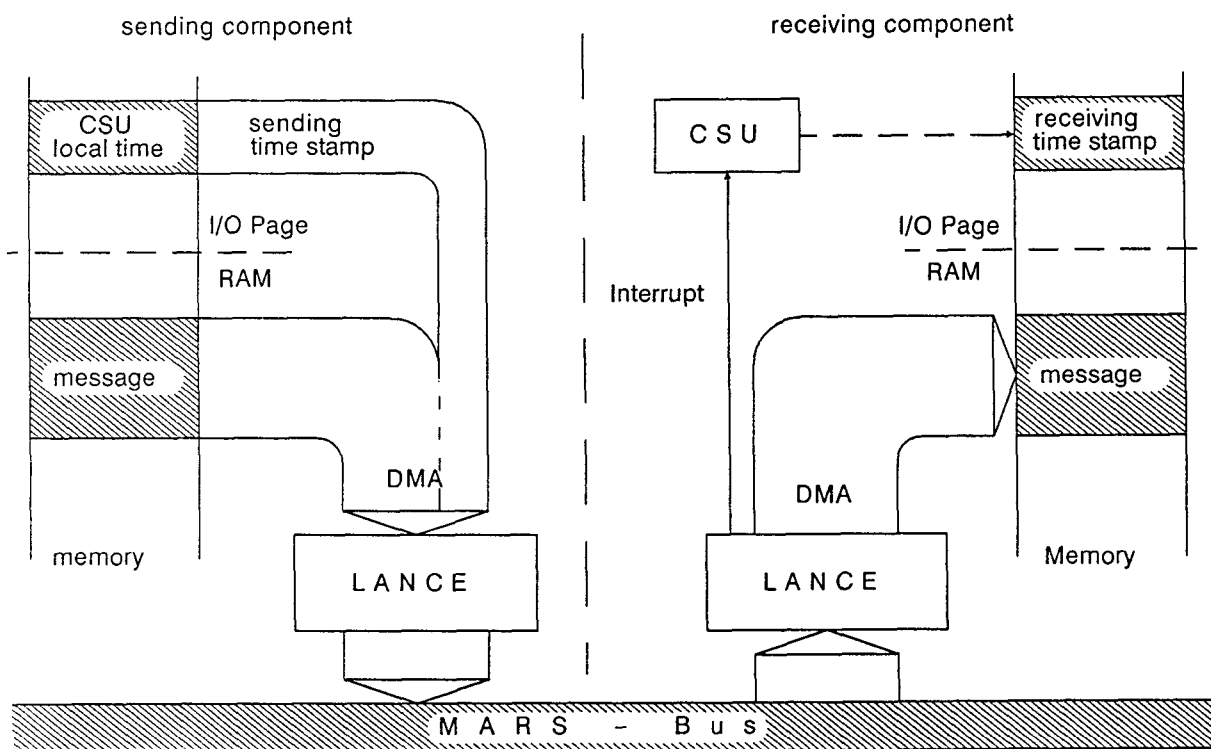 sending component
receiving component
CSU
local time
sending
time stamp
CSU
receiving
time stamp
I/O Page
RAM
I/O Page
RAM
Interrupt
message
message
DMA
DMA
memory
Memory
LANCE
LANCE
MARS - Bus